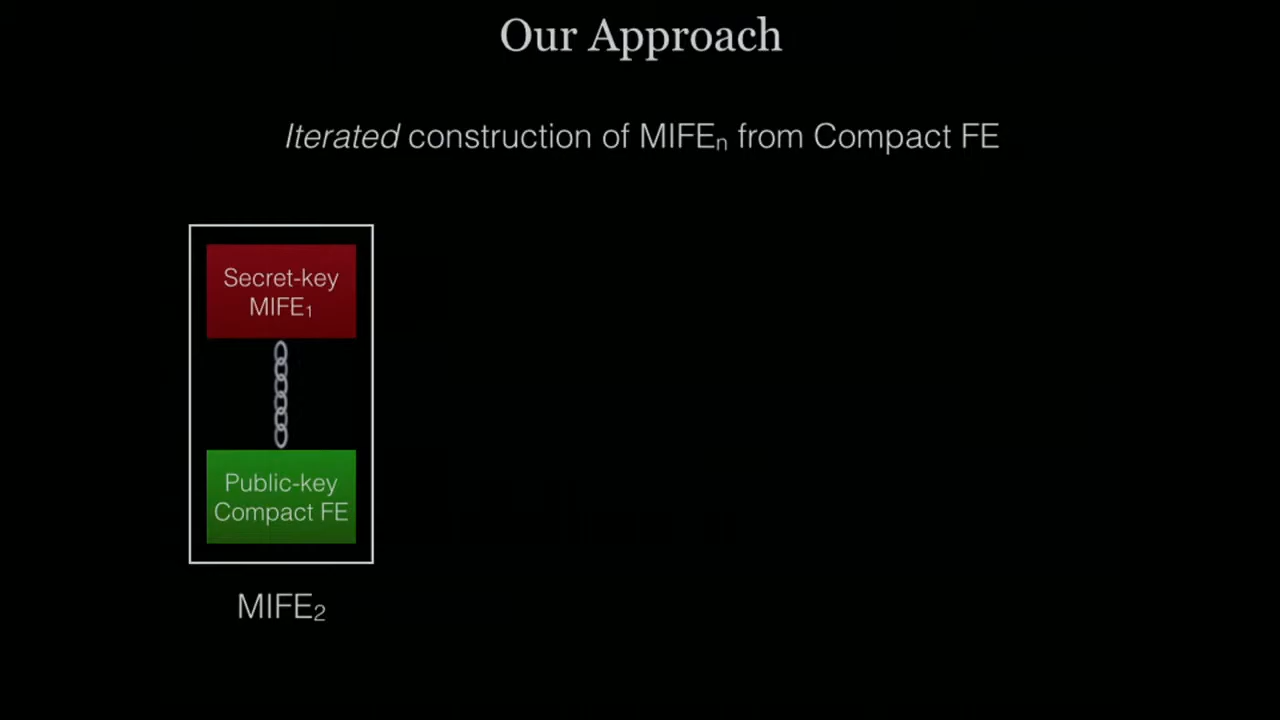 Our Approach
Iterated construction of MIFEₙ from Compact FE
Secret-key
MIFE₁
Public-key
Compact FE
MIFE₂